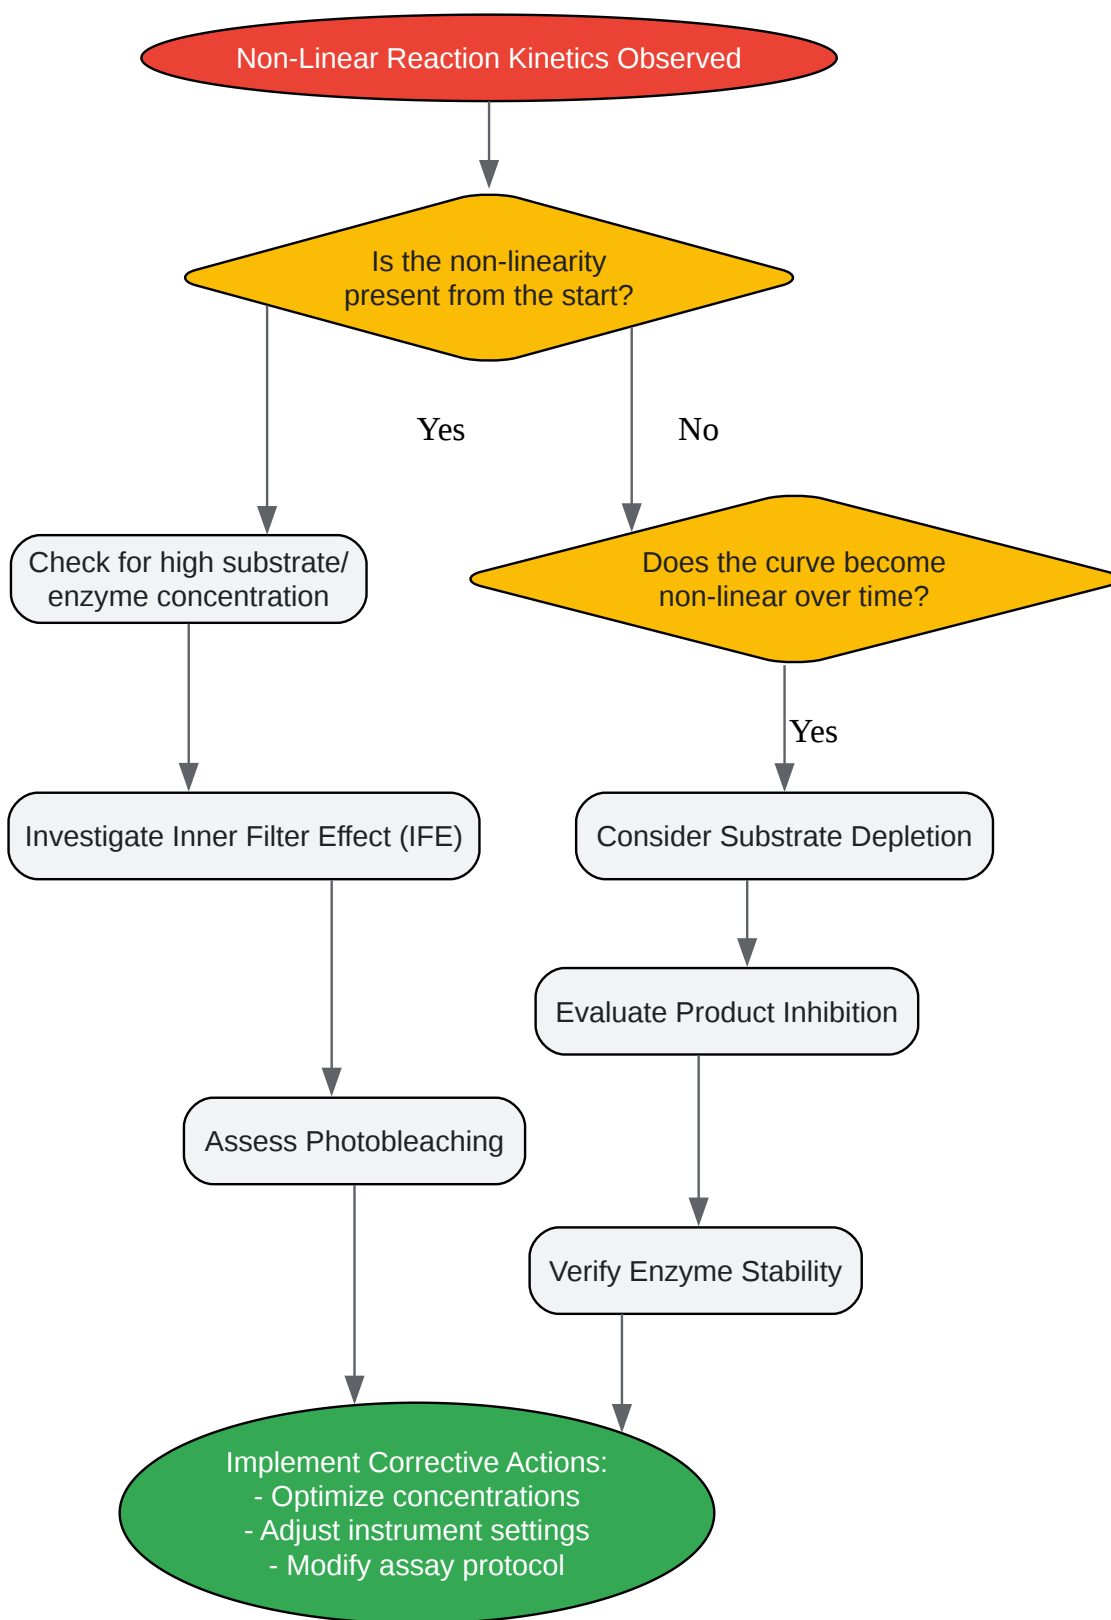 Non-Linear Reaction Kinetics Observed
Is the non-linearity
present from the start?
Yes
No
Check for high substrate/
enzyme concentration
Does the curve become
non-linear over time?
Yes
Investigate Inner Filter Effect (IFE)
Consider Substrate Depletion
Evaluate Product Inhibition
Assess Photobleaching
Verify Enzyme Stability
Implement Corrective Actions:
- Optimize concentrations
- Adjust instrument settings
- Modify assay protocol